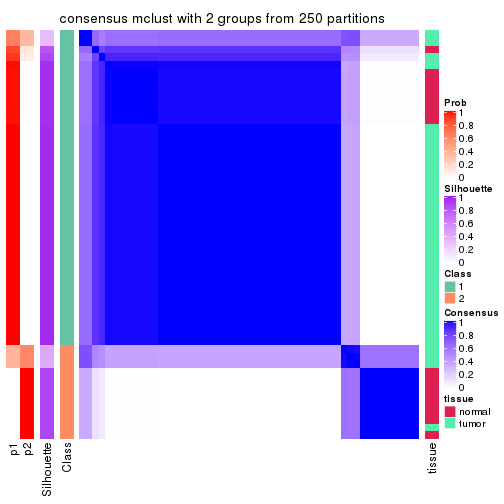 consensus mclust with 2 groups from 250 partitions
Prob
1
0.8
0.6
0.4
0.2
0
Silhouette
1
0.8
0.6
0.4
0.2
0
Class
1
2
Consensus
1
0.8
0.6
0.4
0.2
0
tissue
normal
tumor
p1
p2
Silhouette
Class
tissue